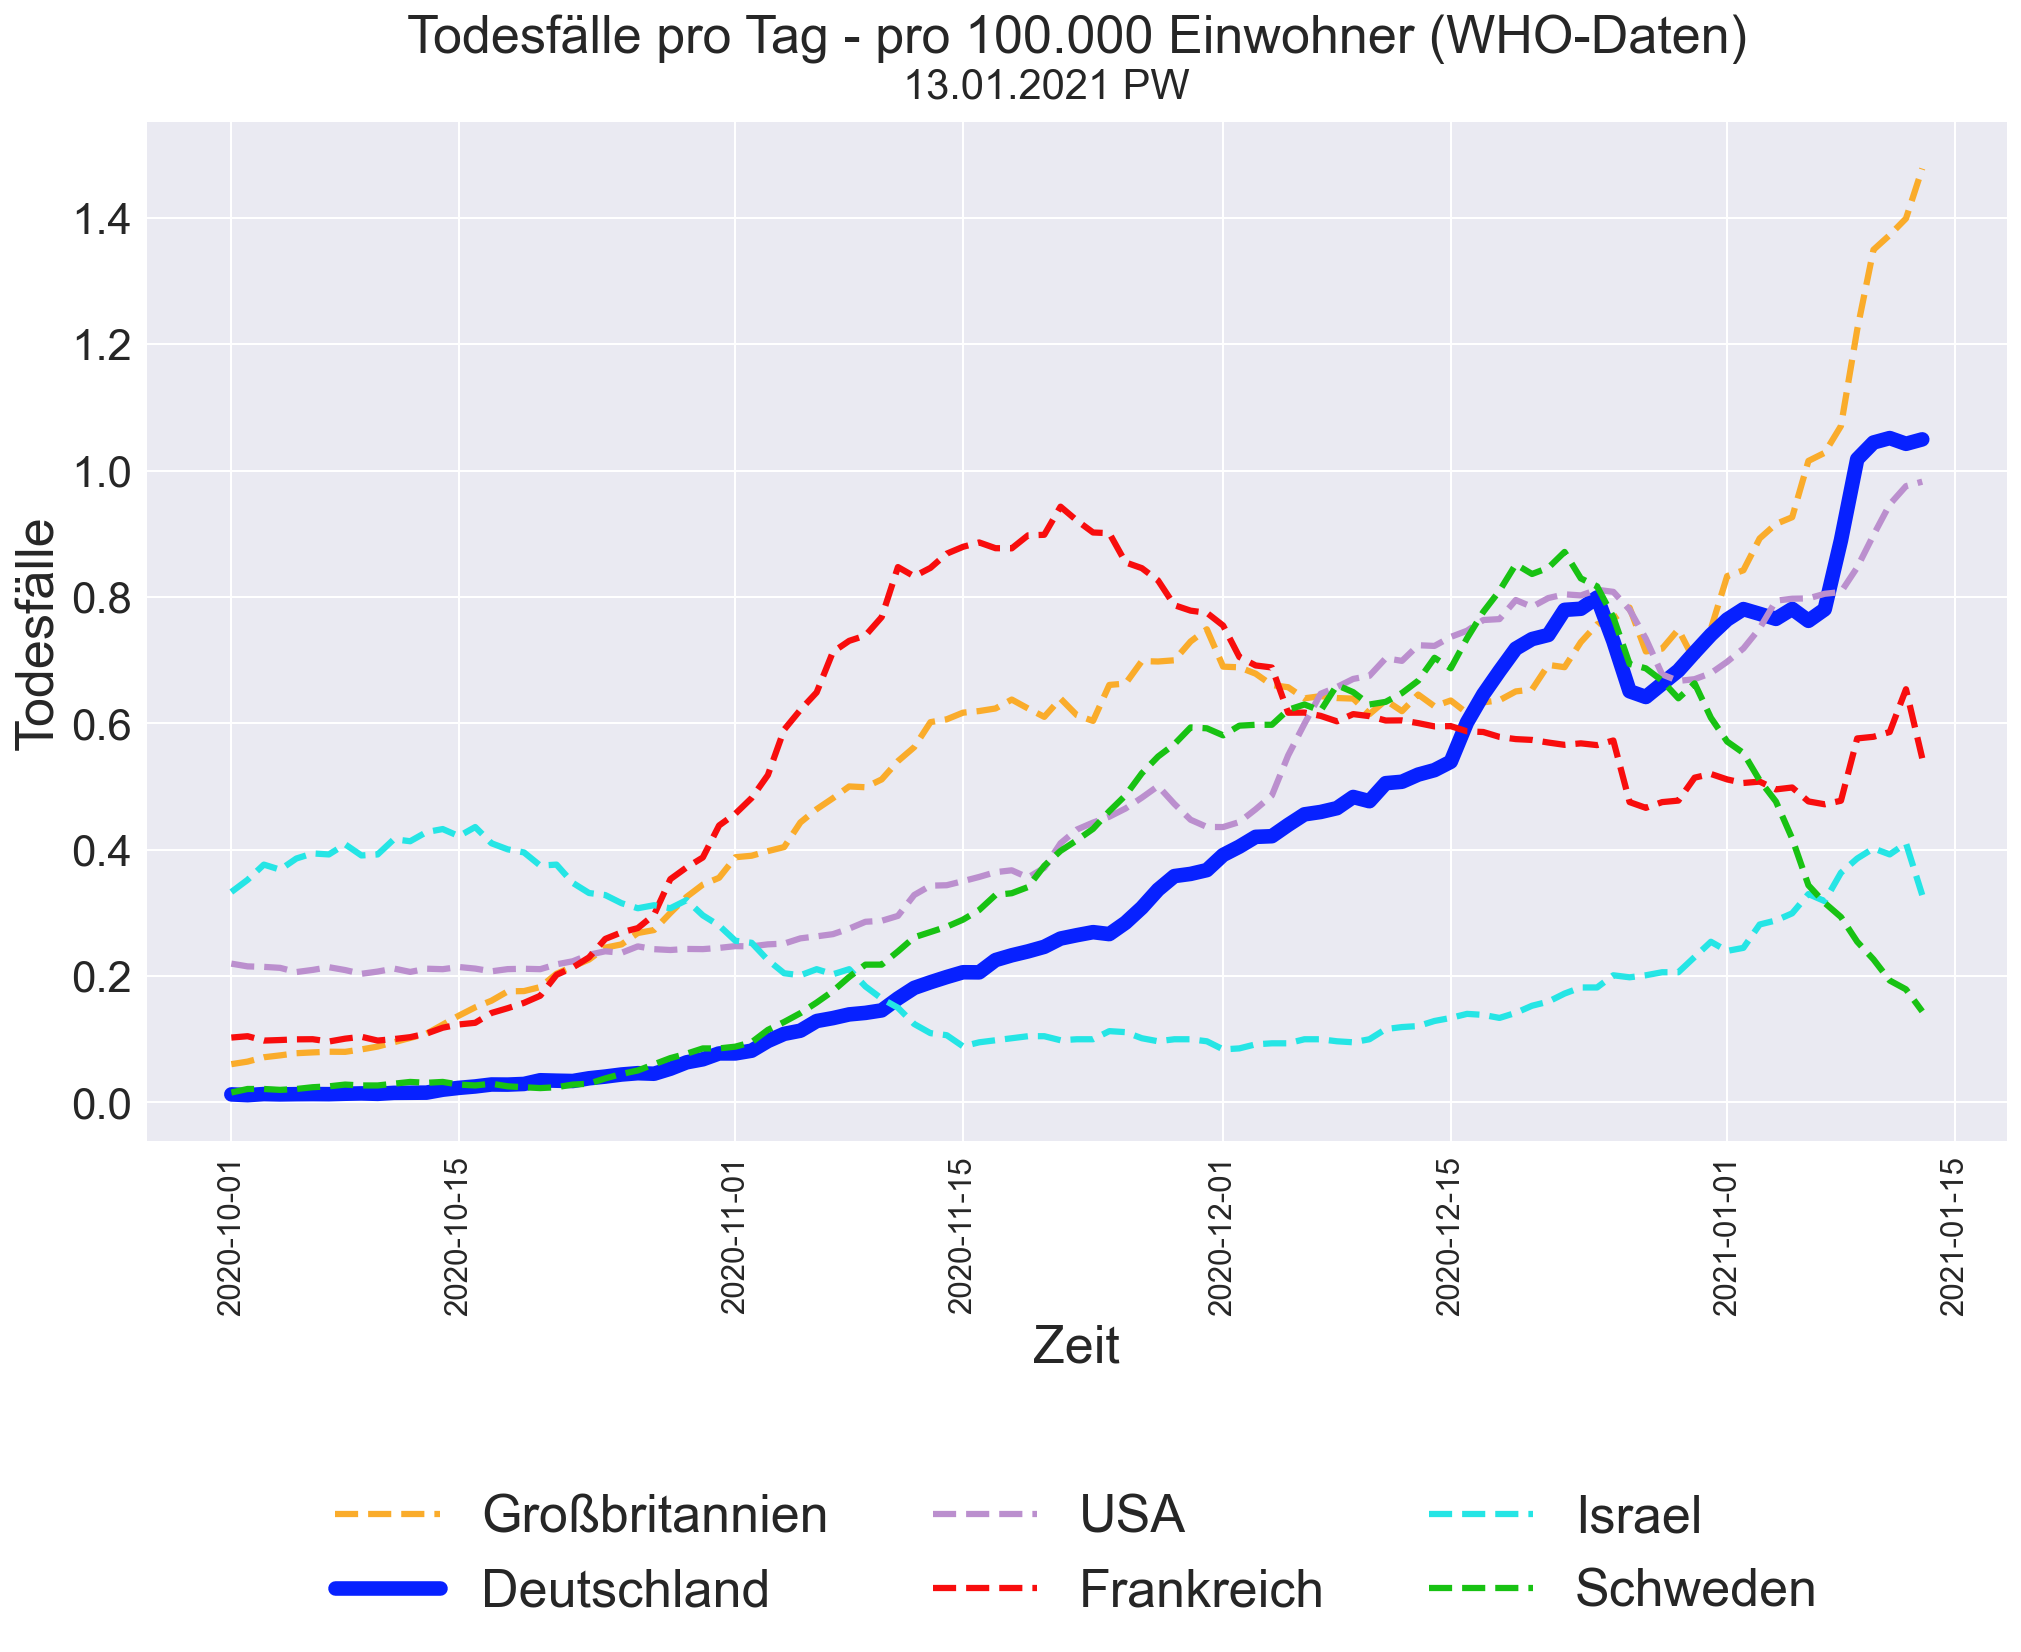 Todesfälle pro Tag - pro 100.000 Einwohner (WHO-Daten)
13.01.2021 PW
Todesfälle
1.4
1.2
1.0
0.8
0.6
0.4
0.2
0.0
2020-10-01
2020-10-15
2020-11-01
2020-11-15
2020-12-01
2020-12-15
2021-01-01
2021-01-15
Zeit
Großbritannien
USA
Israel
Deutschland
Frankreich
Schweden